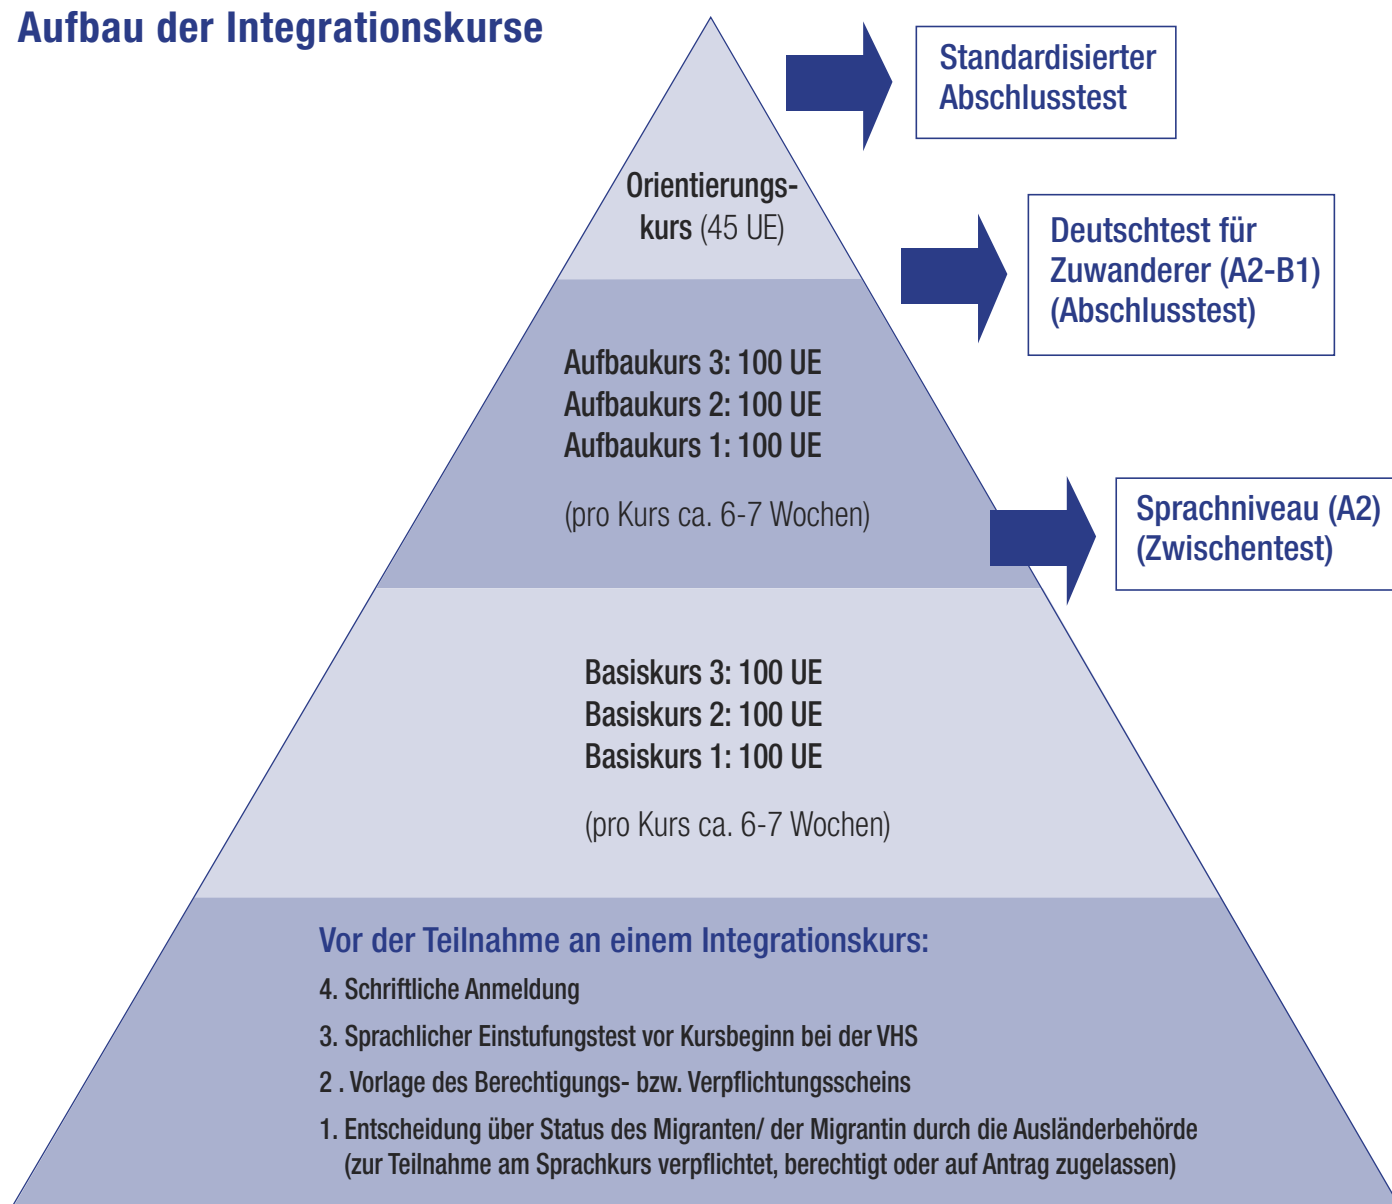 Aufbau der Integrationskurse
Standardisierter
Abschlusstest
Orientierungs-
kurs (45 UE)
Deutschtest für
Zuwanderer (A2-B1)
(Abschlusstest)
Aufbaukurs 3: 100 UE
Aufbaukurs 2: 100 UE
Aufbaukurs 1: 100 UE
(pro Kurs ca. 6-7 Wochen)
Sprachniveau (A2)
(Zwischentest)
Basiskurs 3: 100 UE
Basiskurs 2: 100 UE
Basiskurs 1: 100 UE
(pro Kurs ca. 6-7 Wochen)
Vor der Teilnahme an einem Integrationskurs:
4. Schriftliche Anmeldung
3. Sprachlicher Einstufungstest vor Kursbeginn bei der VHS
2 . Vorlage des Berechtigungs- bzw. Verpflichtungsscheins
1. Entscheidung über Status des Migranten/ der Migrantin durch die Ausländerbehörde
(zur Teilnahme am Sprachkurs verpflichtet, berechtigt oder auf Antrag zugelassen)